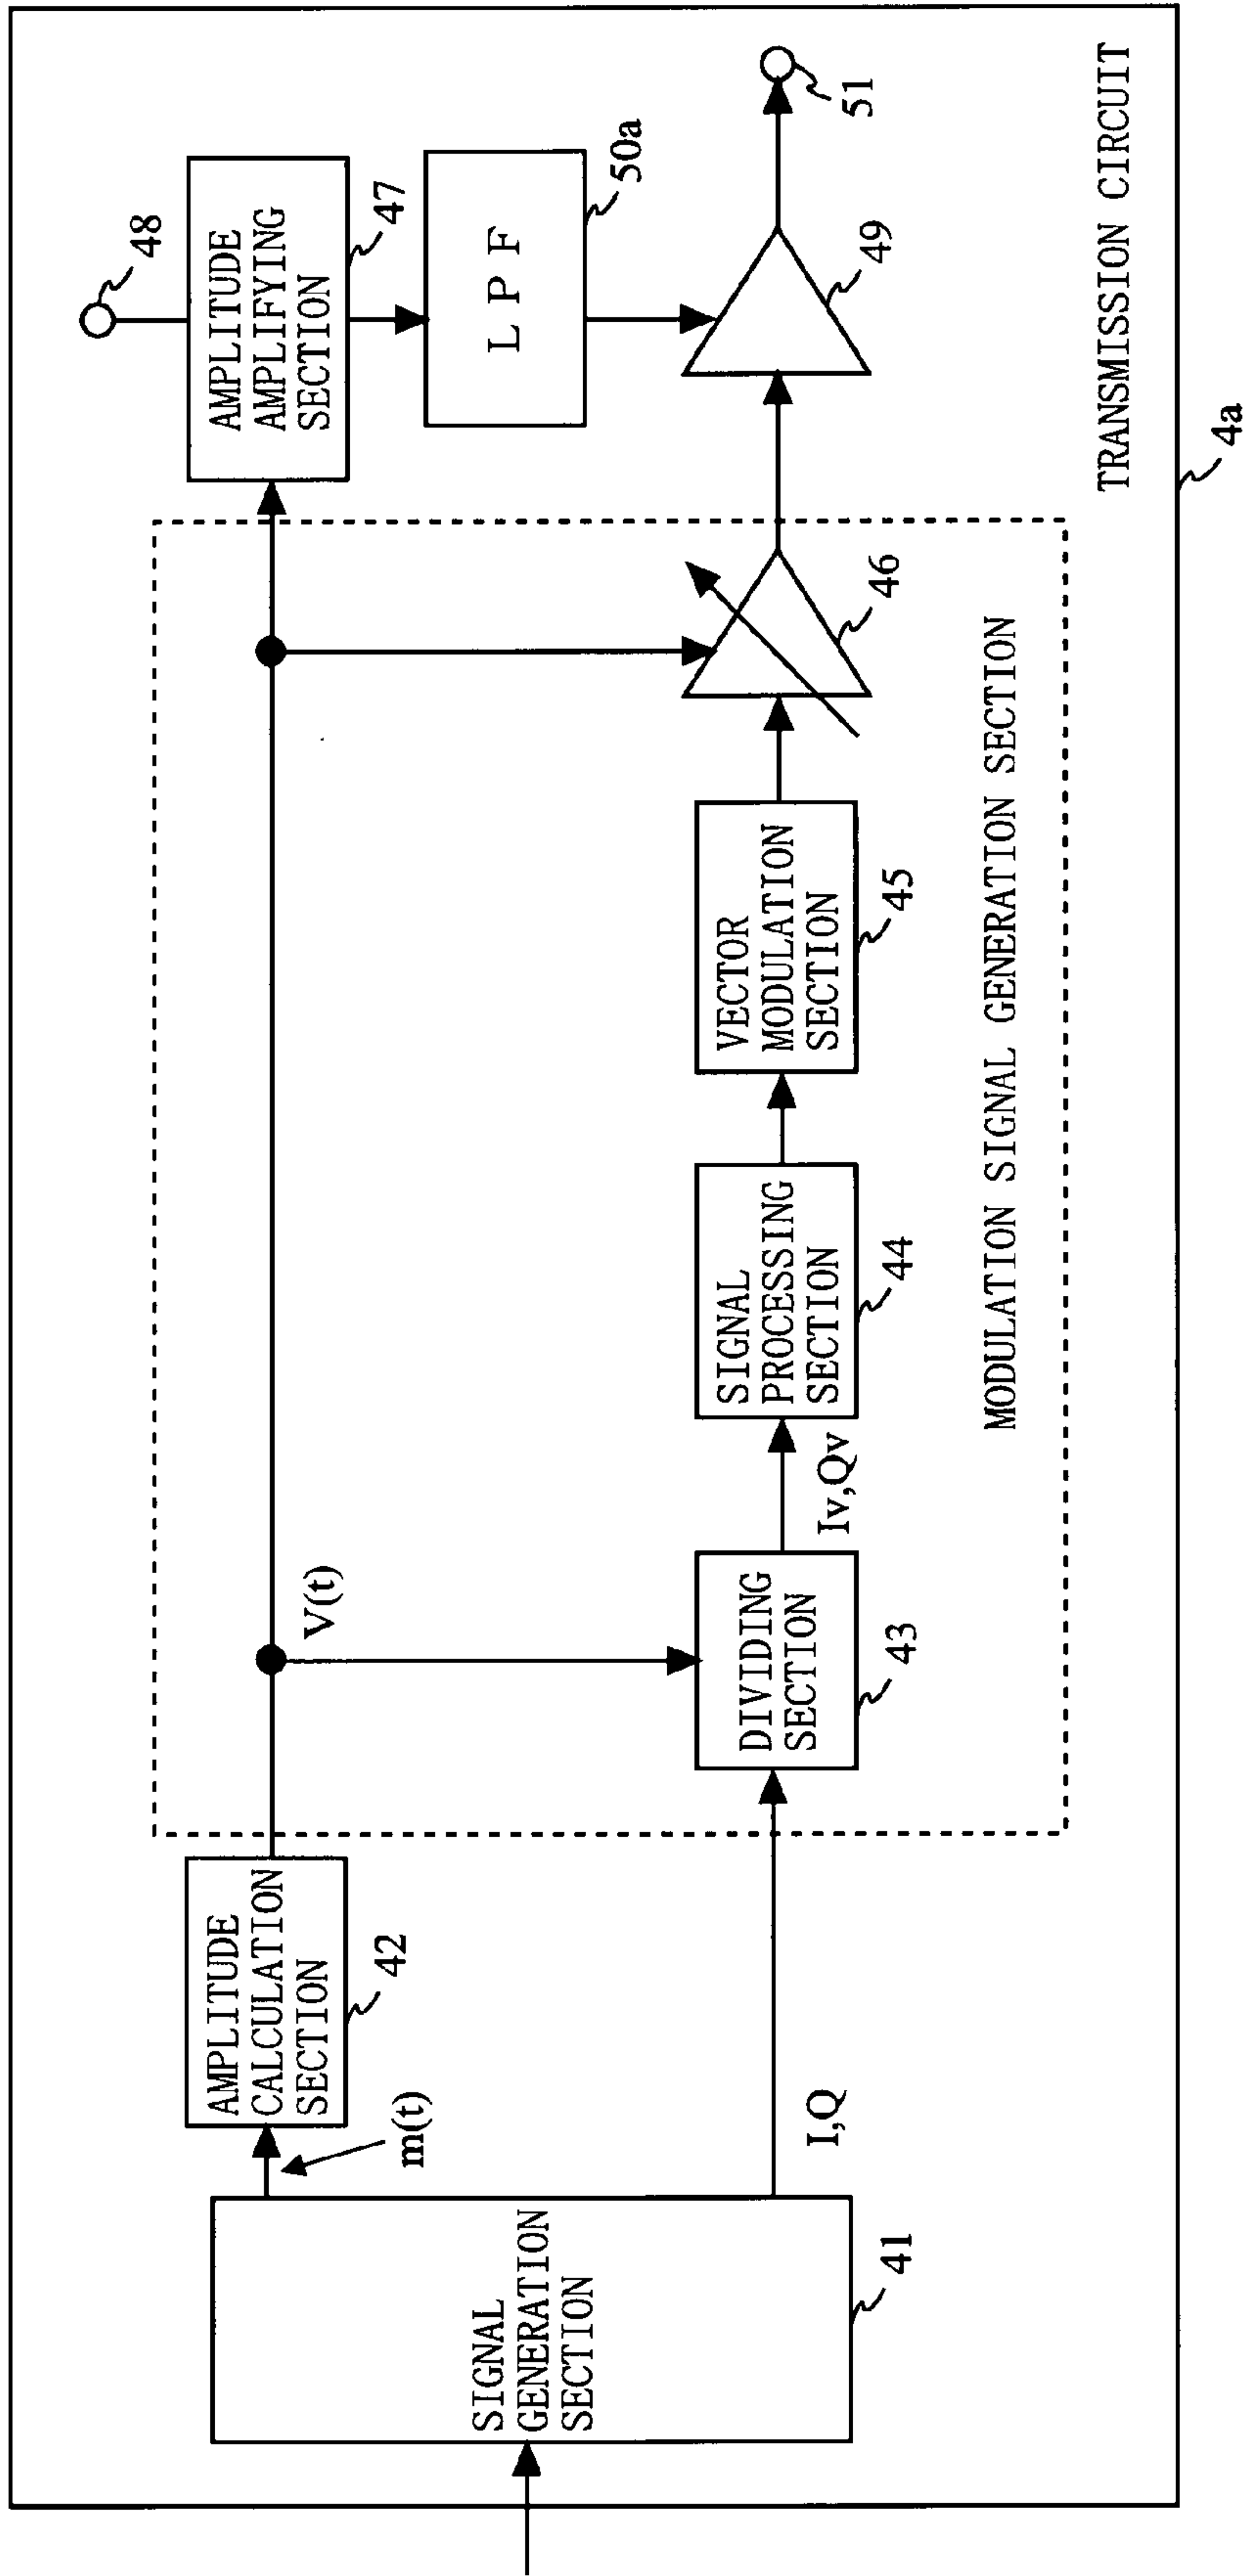 48
AMPLITUDE
CALCULATION
SECTION
42
m(t)
V(t)
AMPLITUDE
AMPLIFYING
SECTION
47
LPF
50a
SIGNAL
GENERATION
SECTION
41
I,Q
DIVIDING
SECTION
43
Iv,Qv
SIGNAL
PROCESSING
SECTION
44
VECTOR
MODULATION
SECTION
45
46
49
51
MODULATION SIGNAL GENERATION SECTION
TRANSMISSION CIRCUIT
4a